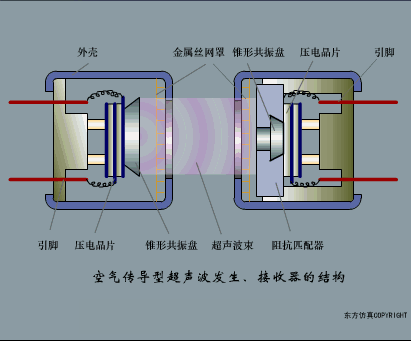 外壳 金属丝网罩 锥形共振盘 压电晶片 引脚
引脚 压电晶片 锥形共振盘 超声波束 阻抗匹配器
空气传导型超声波发生、接收器的结构
东方仿真COPYRIGHT